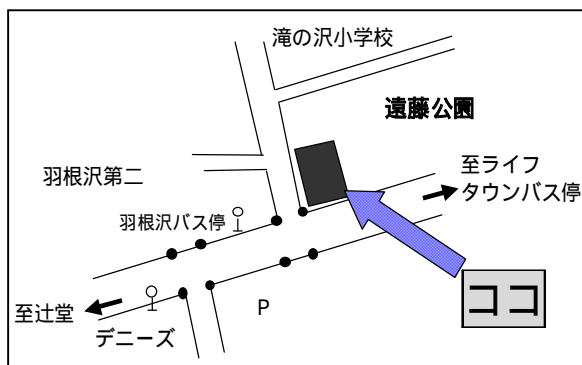 滝の沢小学校
遠藤公園
至ライフ
タウンバス停
羽根沢第二
羽根沢バス停
ココ
至辻堂
P
デニーズ